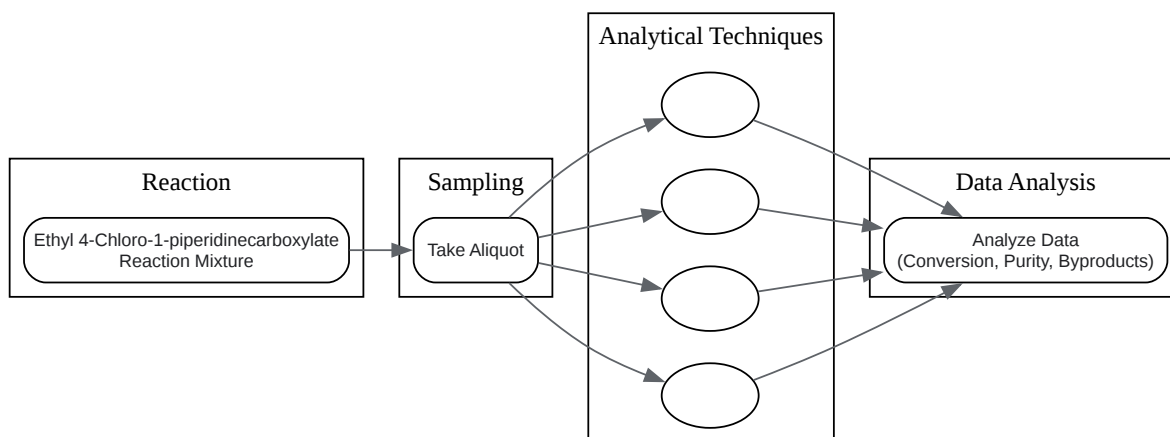 Reaction
Ethyl 4-Chloro-1-piperidinecarboxylate
Reaction Mixture
Sampling
Take Aliquot
Analytical Techniques
Data Analysis
Analyze Data
(Conversion, Purity, Byproducts)